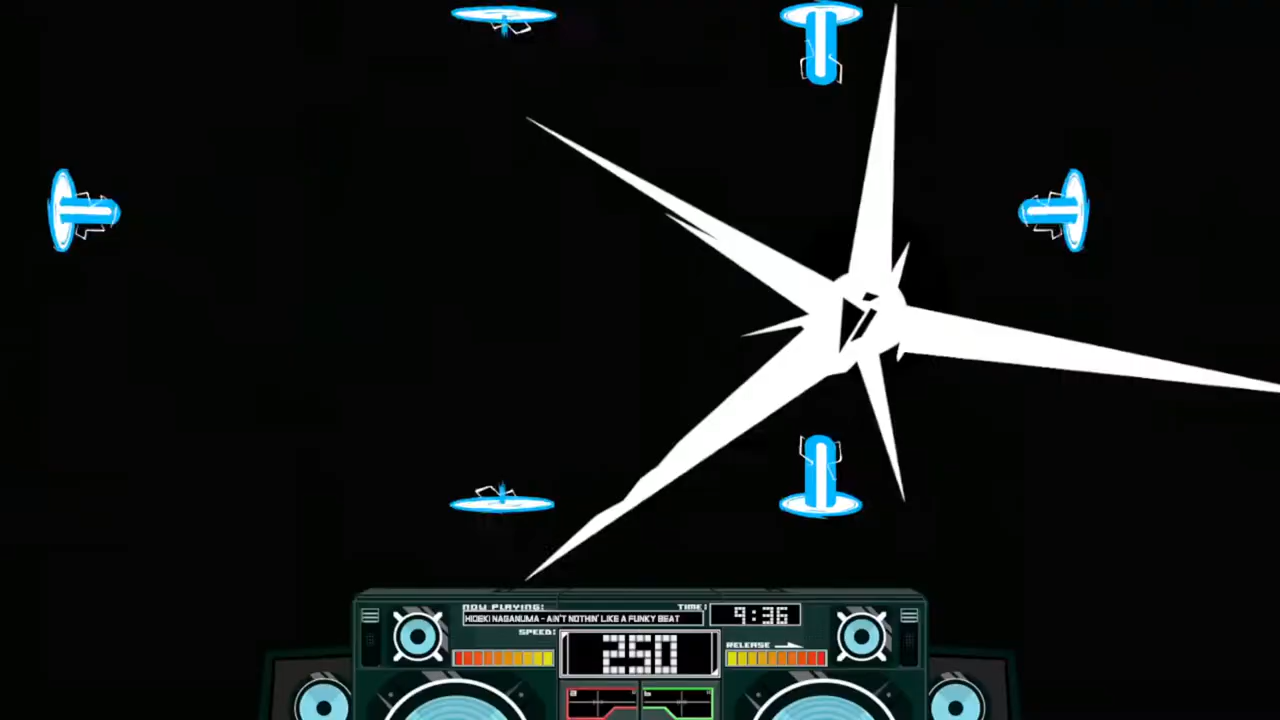 NOW PLAYING:
TIME:
HIDEKI NAGANUMA - AIN'T NOTHIN' LIKE A FUNKY BEAT
9:36
SPEED:
250
RELEASE